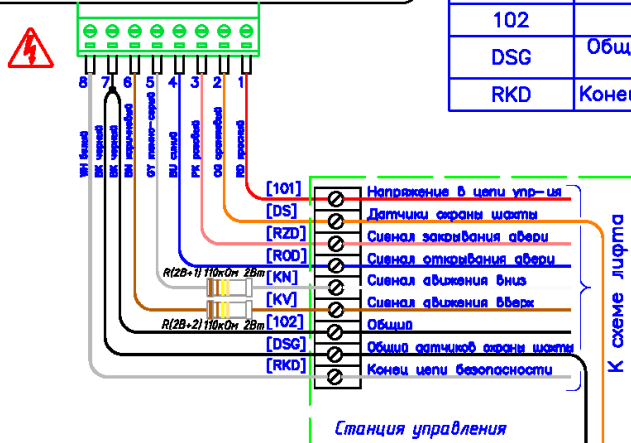 102
DSG
Общ
RKD
Конец
8 7 6 5 4 3 2 1
WH белый
BK черный
BK черный
BN коричневый
GY темно-серый
BU синий
PK розовый
OG оранжевый
RD красный
[101] Напряжение в цепи упр-ия
[DS] Датчики охраны шахты
[RZD] Сигнал закрывания двери
[ROD] Сигнал открывания двери
R(2В+1) 110кОм 2Вт [KN] Сигнал движения вниз
[KV] Сигнал движения вверх
R(2В+2) 110кОм 2Вт [102] Общий
[DSG] Общий датчиков охраны шахты
[RKD] Конец цепи безопасности
К схеме лифта
Станция управления